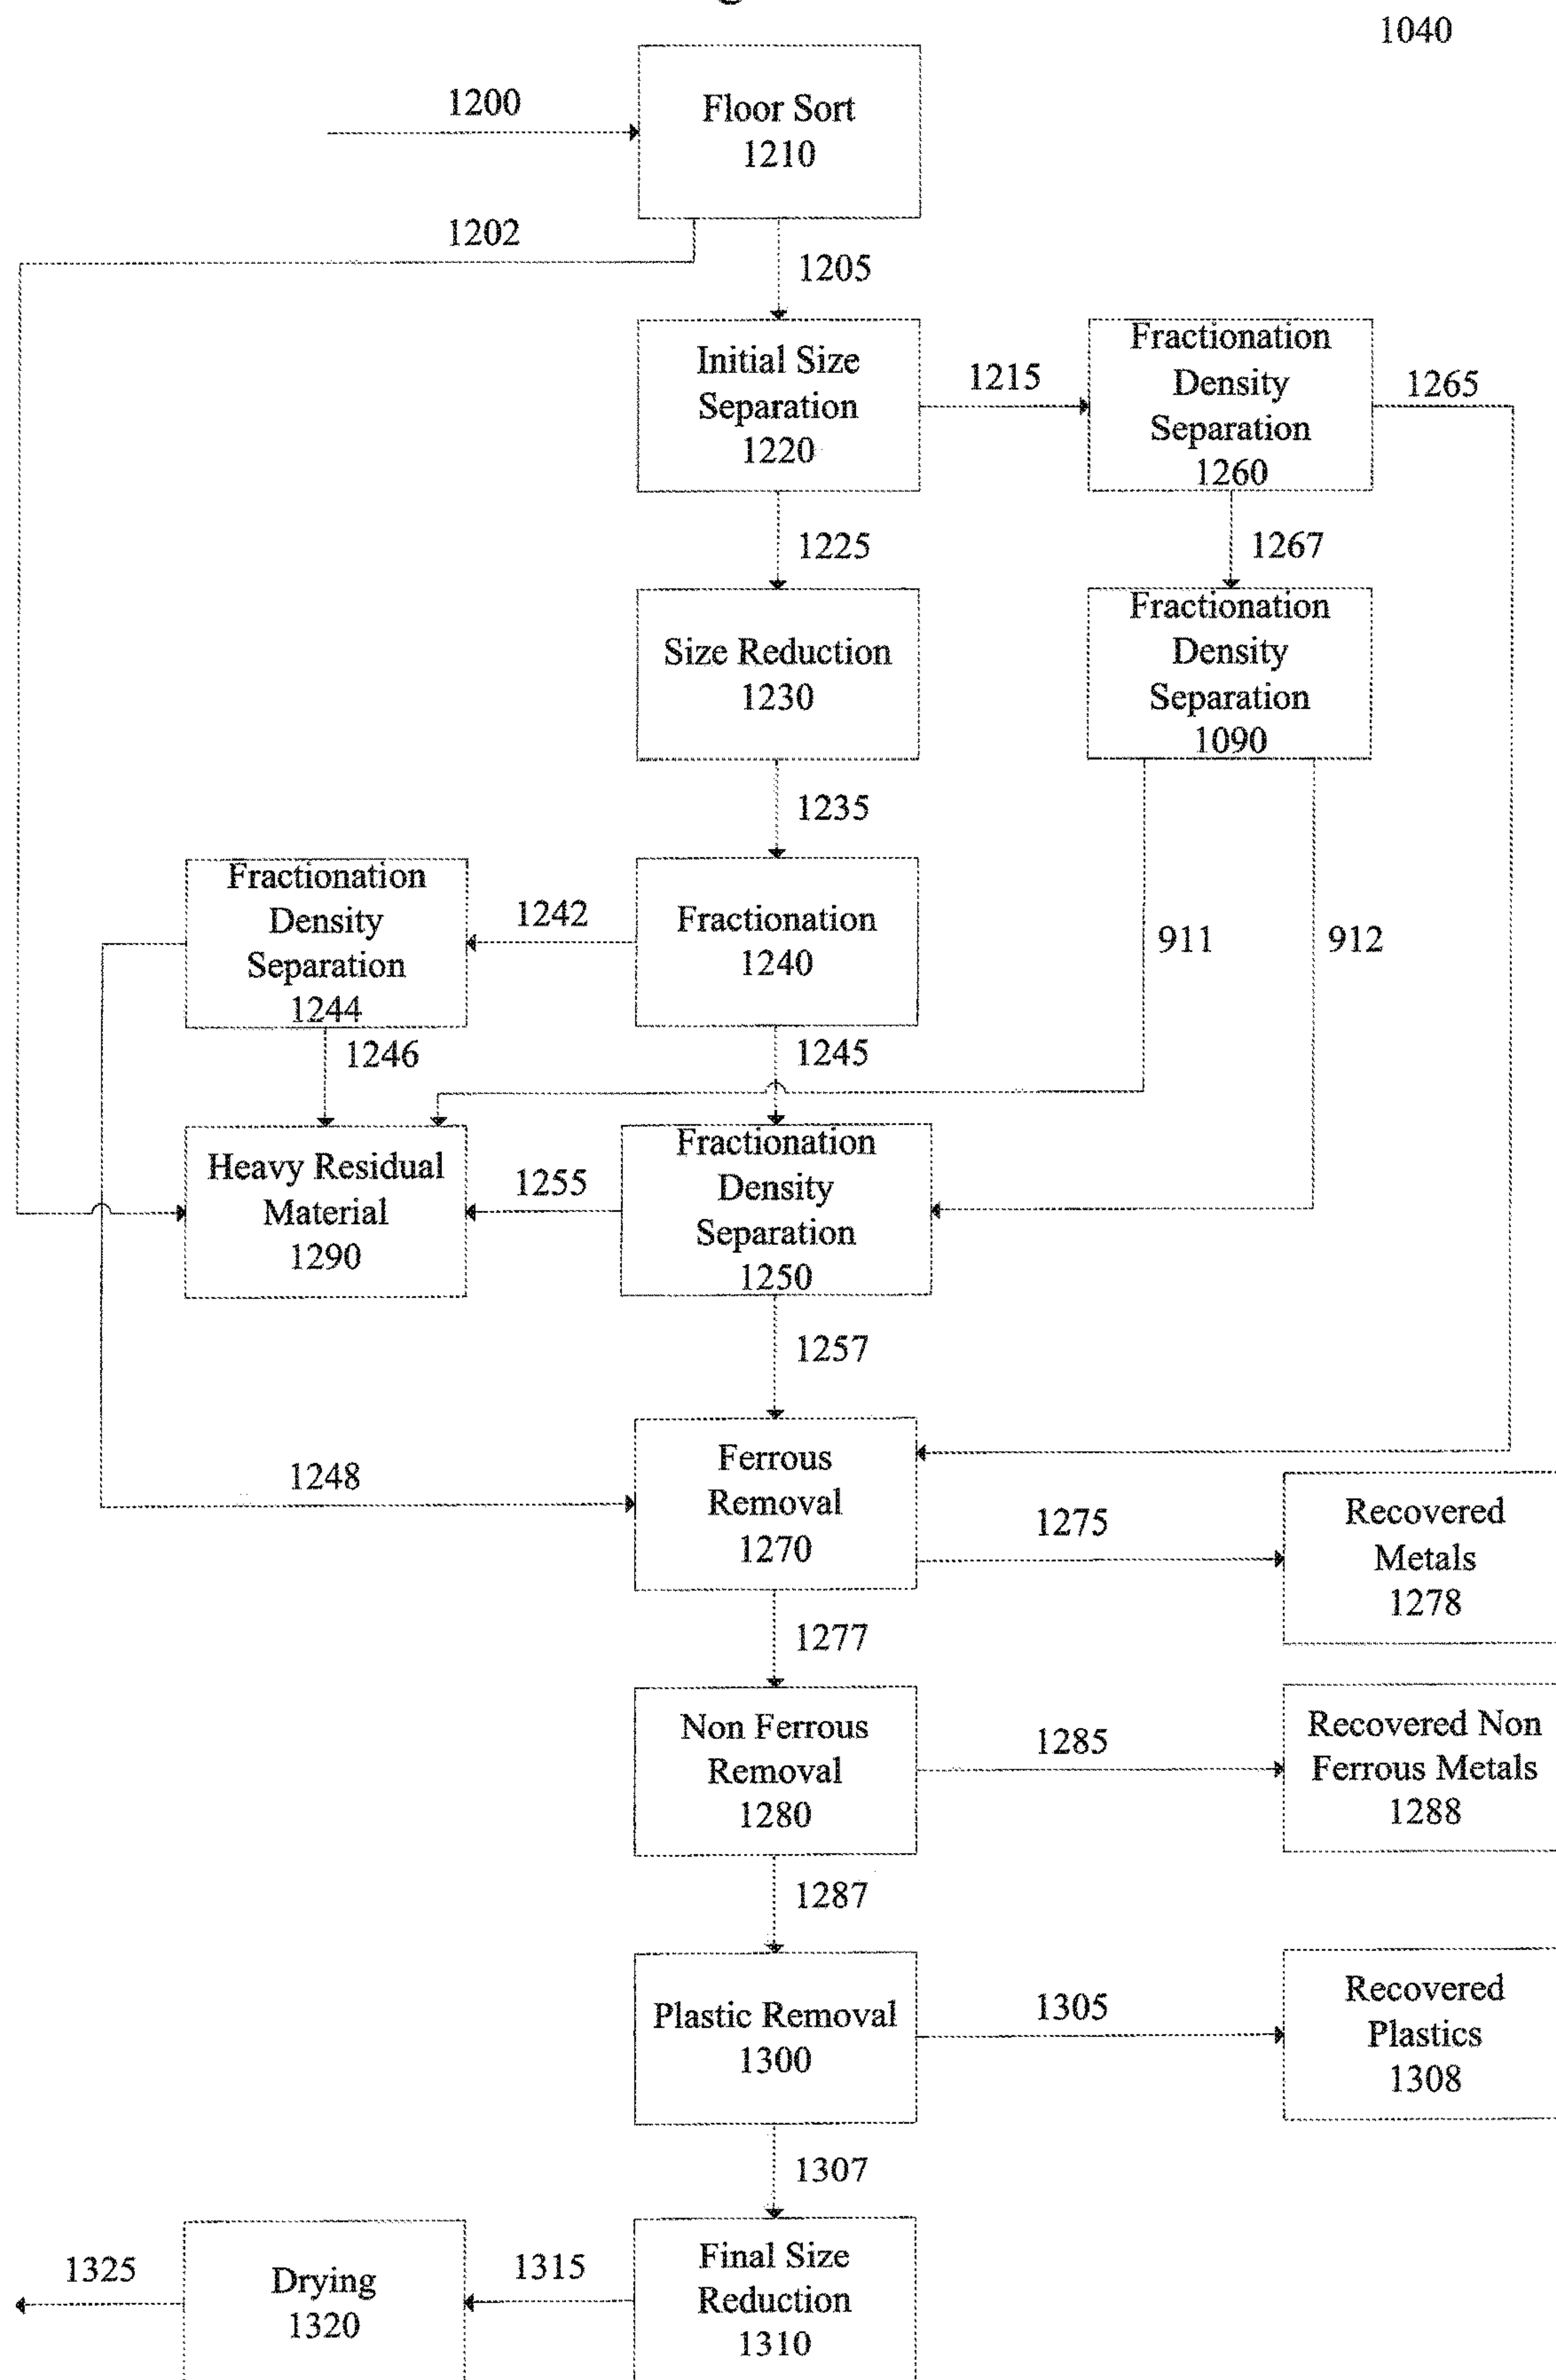 1040
1200
Floor Sort
1210
1202
1205
Initial Size
Separation
1220
1215
Fractionation
Density
Separation
1260
1265
1225
1267
Size Reduction
1230
Fractionation
Density
Separation
1090
1235
Fractionation
Density
Separation
1244
1242
Fractionation
1240
911
912
1246
1245
Heavy Residual
Material
1290
1255
Fractionation
Density
Separation
1250
1257
1248
Ferrous
Removal
1270
1275
Recovered
Metals
1278
1277
Non Ferrous
Removal
1280
1285
Recovered Non
Ferrous Metals
1288
1287
Plastic Removal
1300
1305
Recovered
Plastics
1308
1307
1325
Drying
1320
1315
Final Size
Reduction
1310